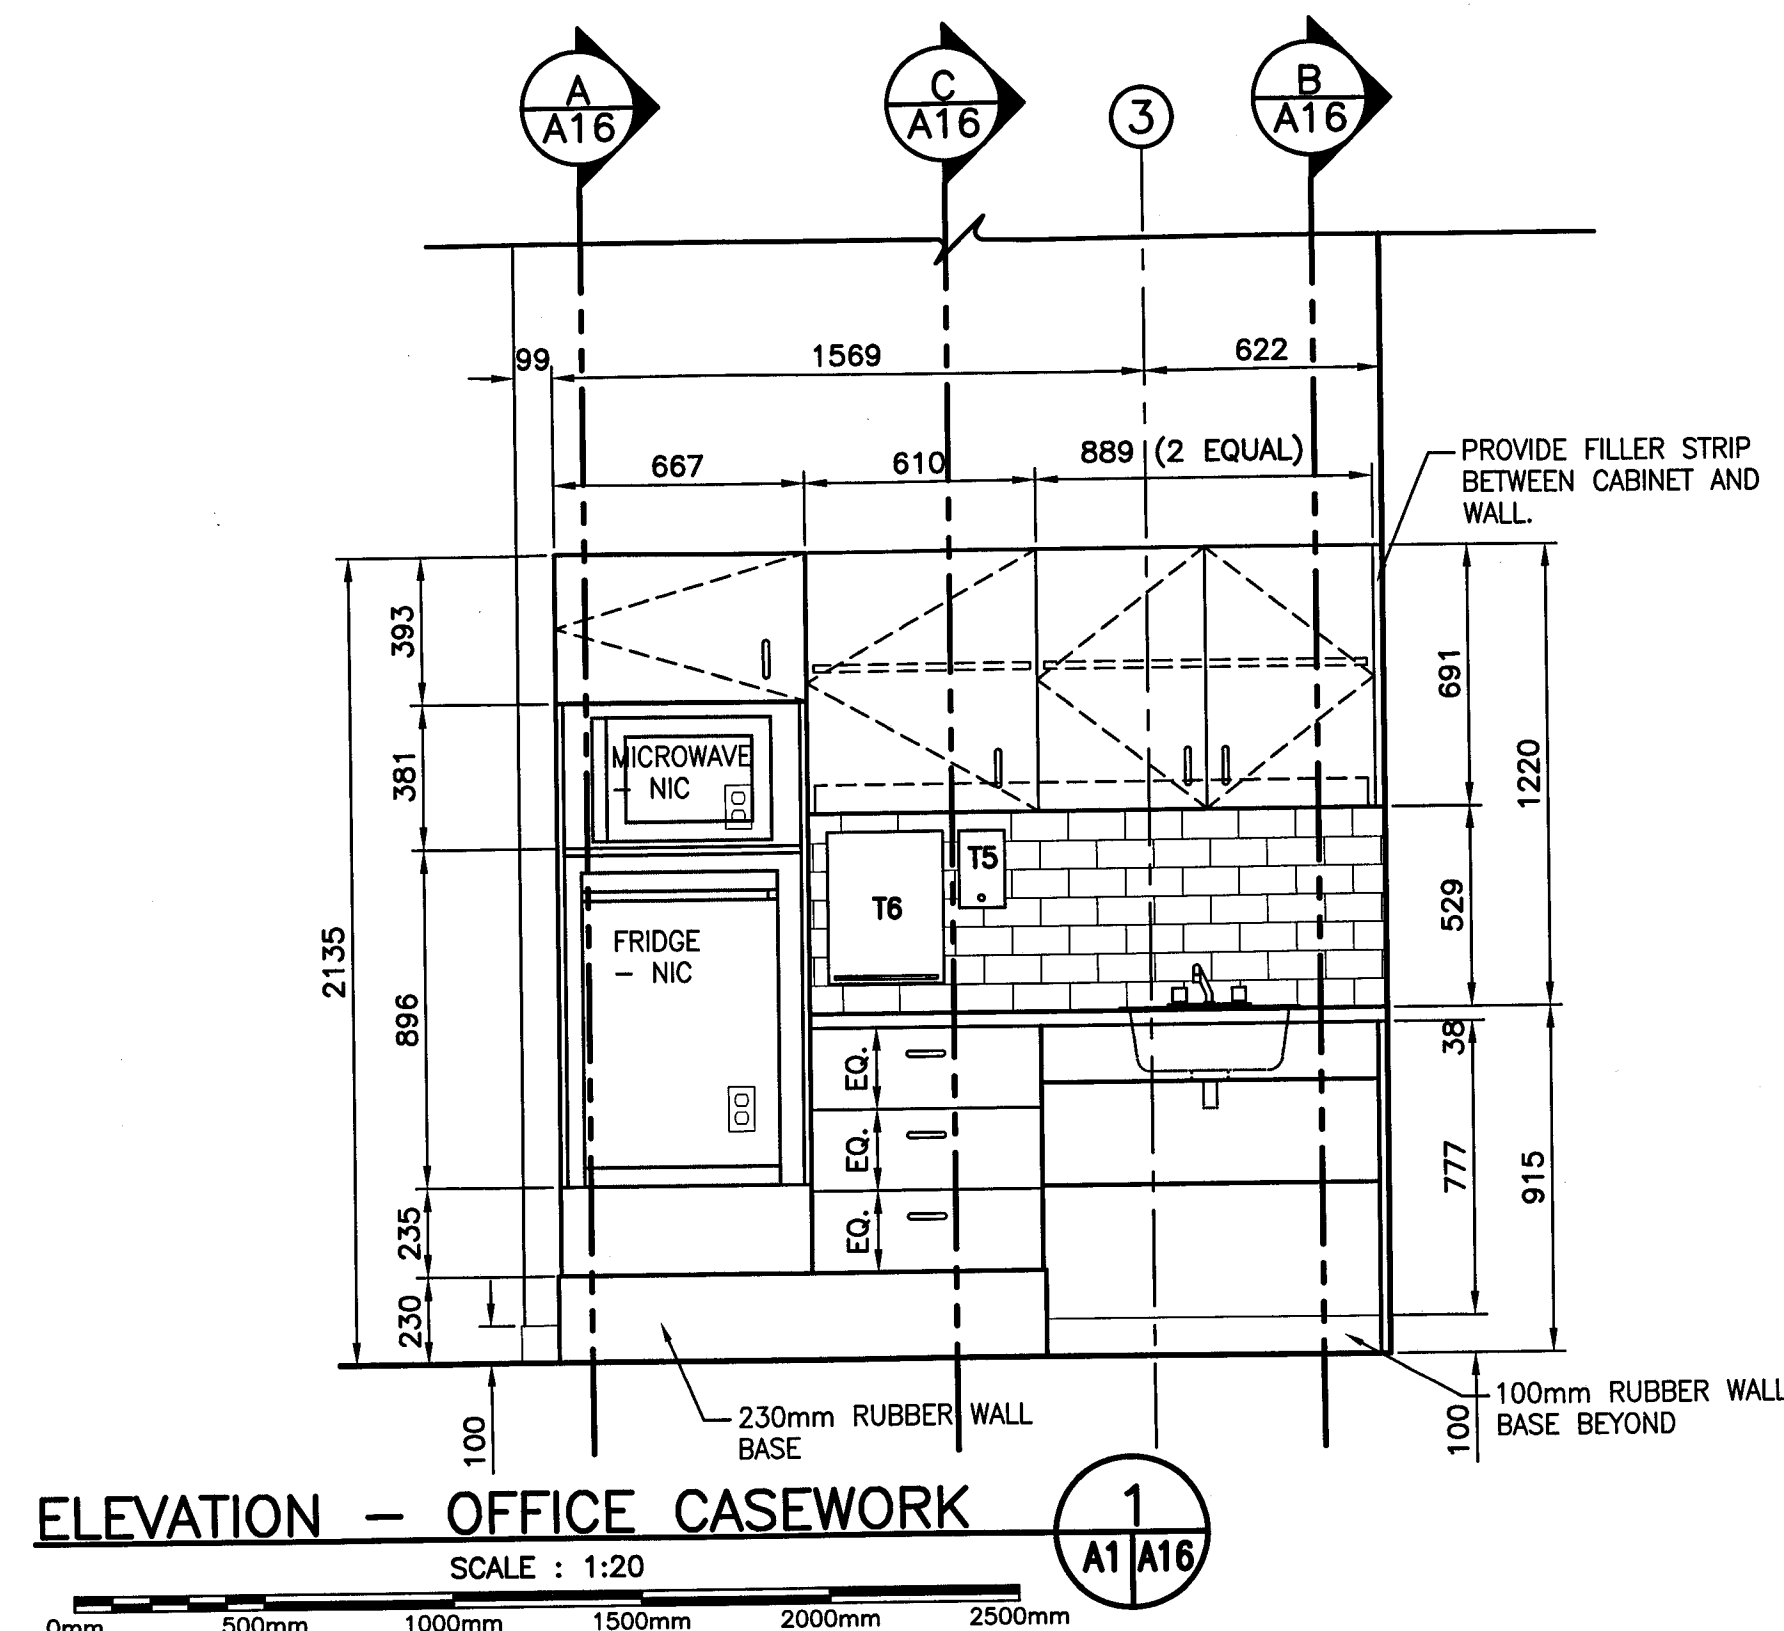 A
A16
C
A16
3
B
A16
99
1569
622
667
610
889 (2 EQUAL)
PROVIDE FILLER STRIP
BETWEEN CABINET AND
WALL.
393
381
896
235
230
2135
100
MICROWAVE
- NIC
FRIDGE
- NIC
T6
T5
EQ.
EQ.
EQ.
691
529
38
777
1220
915
100
230mm RUBBER WALL
BASE
100mm RUBBER WALL
BASE BEYOND
ELEVATION - OFFICE CASEWORK
1
A1 A16
SCALE : 1:20
0mm 500mm 1000mm 1500mm 2000mm 2500mm